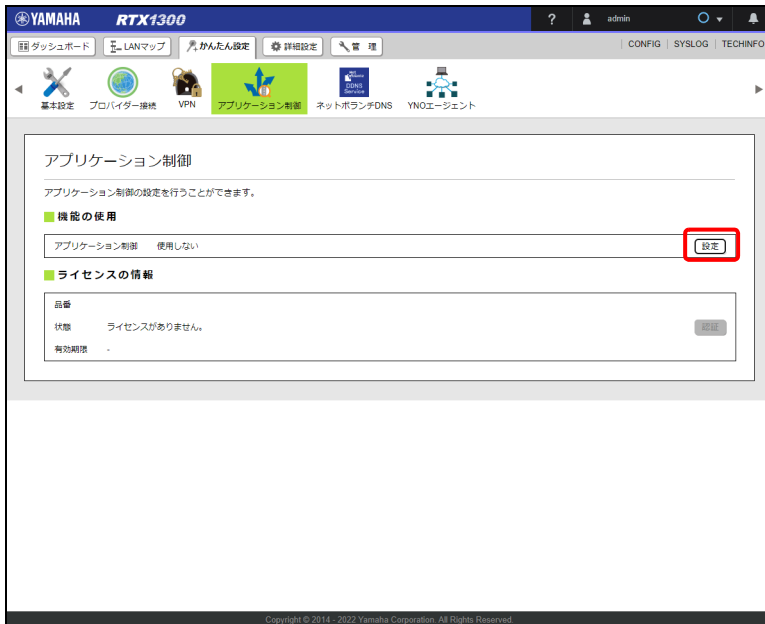 YAMAHA RTX1300 ? admin
ダッシュボード LANマップ かんたん設定 詳細設定 管 理 CONFIG SYSLOG TECHINFO
Net Volante DDNS Service
基本設定 プロバイダー接続 VPN アプリケーション制御 ネットボランチDNS YNOエージェント
アプリケーション制御
アプリケーション制御の設定を行うことができます。
機能の使用
アプリケーション制御 使用しない 設定
ライセンスの情報
品番
状態 ライセンスがありません。 認証
有効期限 -
Copyright © 2014 - 2022 Yamaha Corporation. All Rights Reserved.